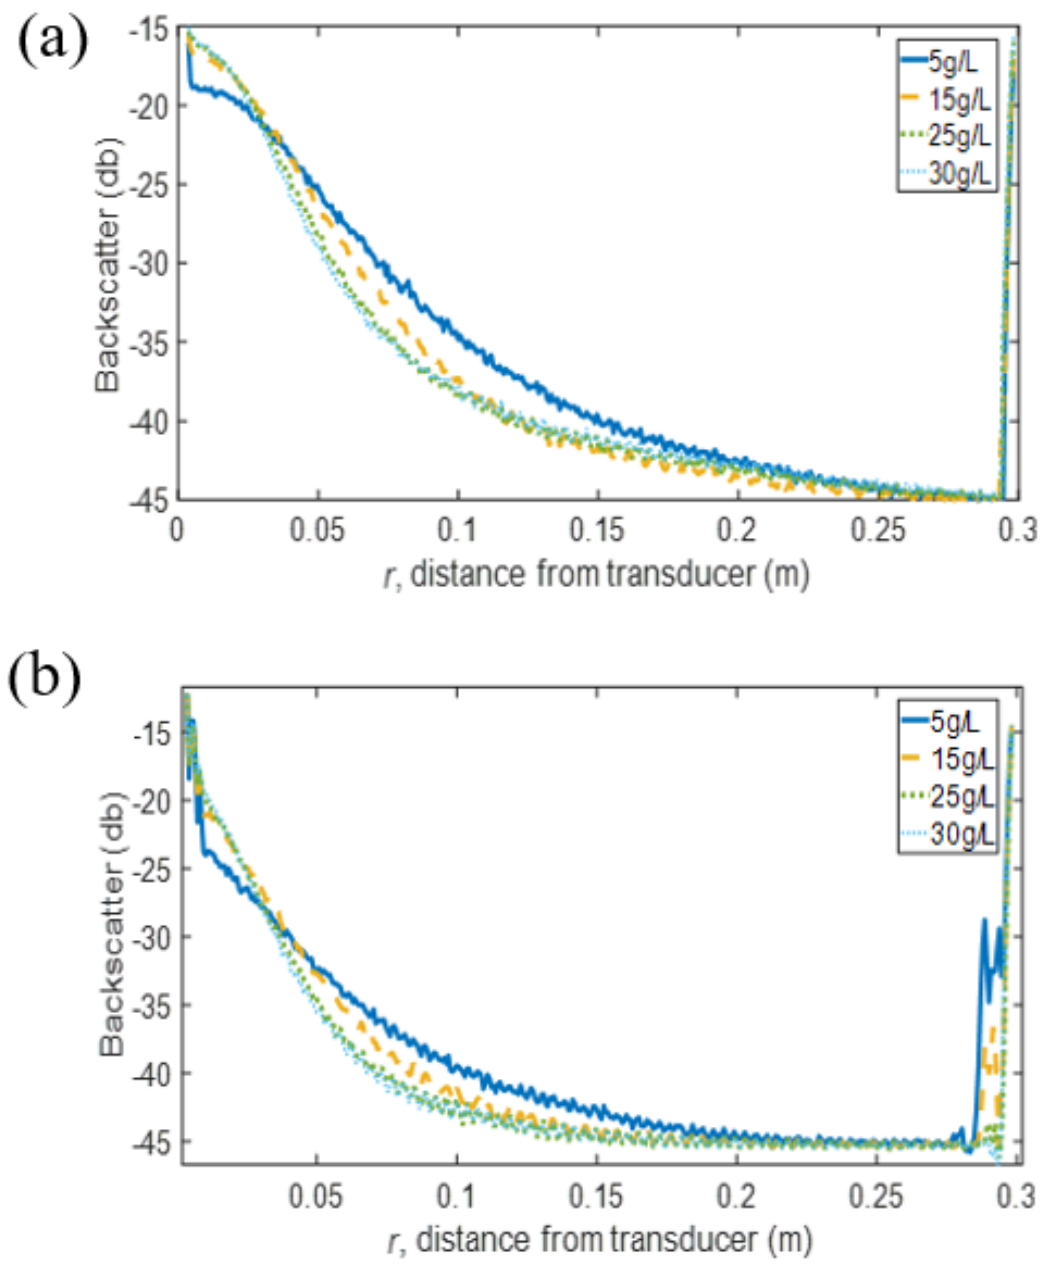 (a)
-15
-20
-25
-30
-35
-40
-45
Backscatter (db)
5g/L
15g/L
25g/L
30g/L
0 0.05 0.1 0.15 0.2 0.25 0.3
r, distance from transducer (m)
(b)
-15
-20
-25
-30
-35
-40
-45
Backscatter (db)
5g/L
15g/L
25g/L
30g/L
0.05 0.1 0.15 0.2 0.25 0.3
r, distance from transducer (m)